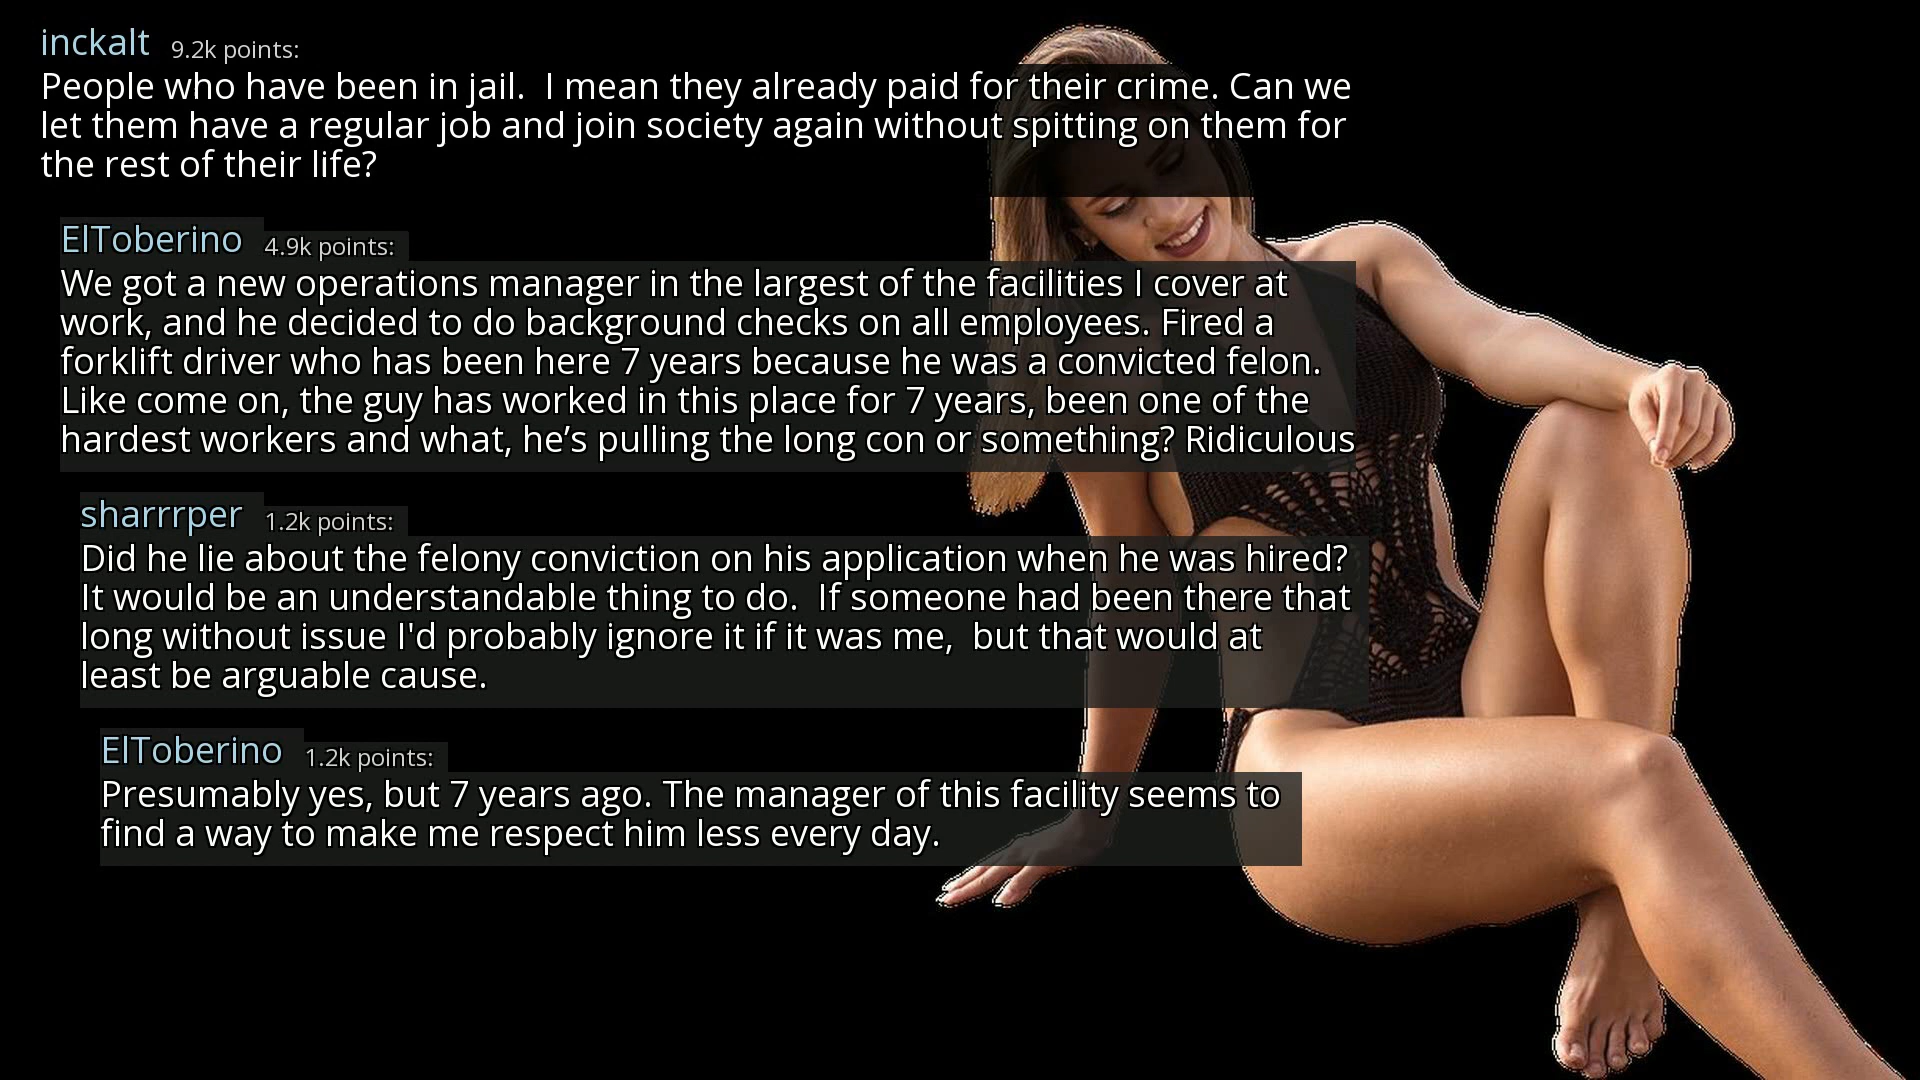 inckalt 9.2k points:
People who have been in jail.  I mean they already paid for their crime. Can we
let them have a regular job and join society again without spitting on them for
the rest of their life?
ElToberino 4.9k points:
We got a new operations manager in the largest of the facilities I cover at
work, and he decided to do background checks on all employees. Fired a
forklift driver who has been here 7 years because he was a convicted felon.
Like come on, the guy has worked in this place for 7 years, been one of the
hardest workers and what, he’s pulling the long con or something? Ridiculous
sharrrper 1.2k points:
Did he lie about the felony conviction on his application when he was hired?
It would be an understandable thing to do.  If someone had been there that
long without issue I'd probably ignore it if it was me,  but that would at
least be arguable cause.
ElToberino 1.2k points:
Presumably yes, but 7 years ago. The manager of this facility seems to
find a way to make me respect him less every day.